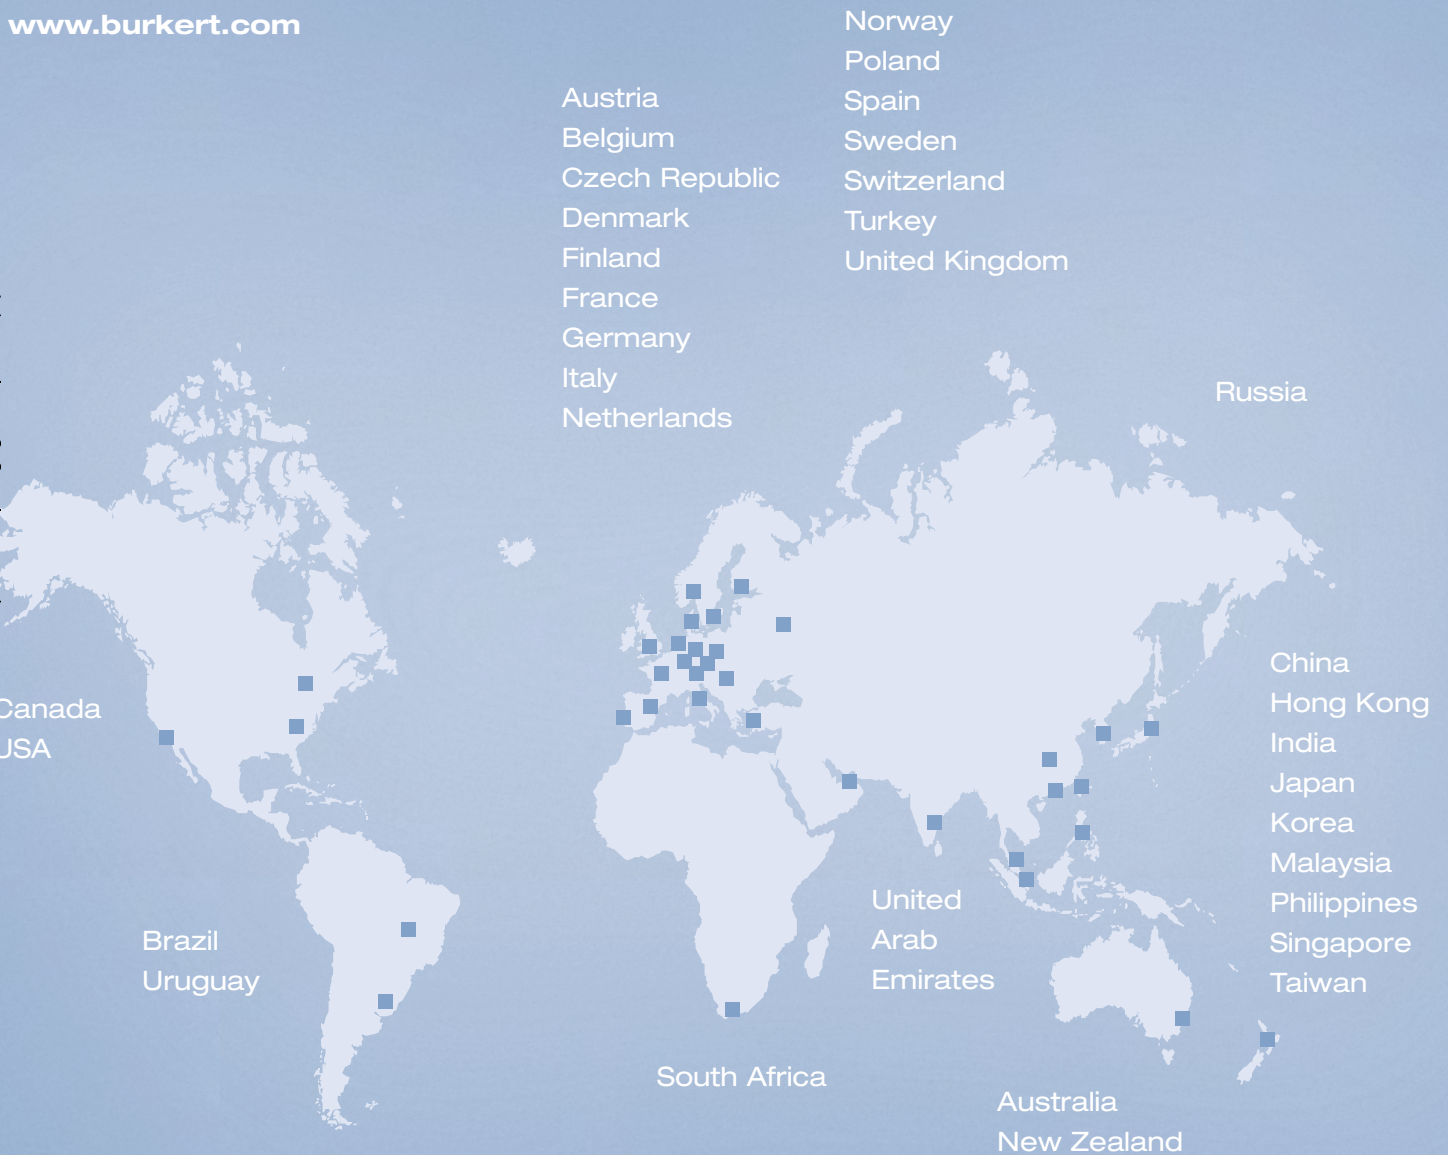 www.burkert.com
Norway
Poland
Spain
Sweden
Switzerland
Turkey
United Kingdom
Austria
Belgium
Czech Republic
Denmark
Finland
France
Germany
Italy
Netherlands
Russia
Canada
USA
China
Hong Kong
India
Japan
Korea
Malaysia
Philippines
Singapore
Taiwan
Brazil
Uruguay
United
Arab
Emirates
South Africa
Australia
New Zealand